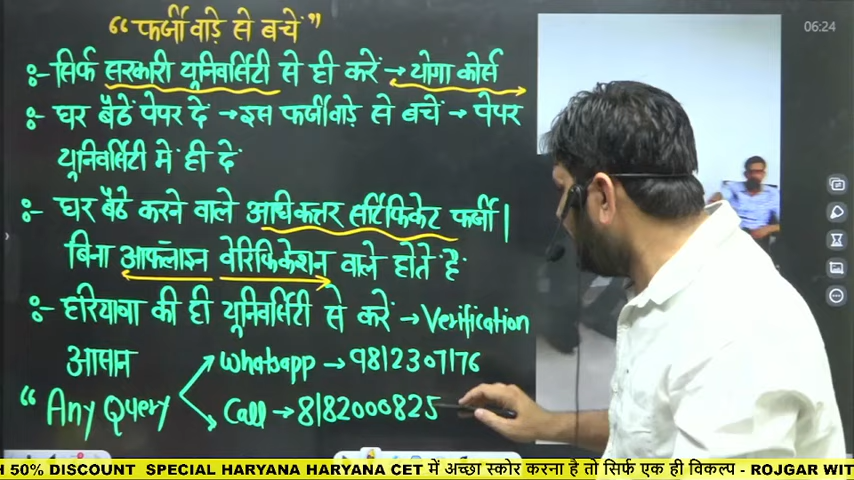 “फर्जीवाड़े से बचें”
06:24
:- सिर्फ सरकारी यूनिवर्सिटी से ही करें → योगा कोर्स
:- घर बैठें पेपर दें → इस फर्जीवाड़े से बचें → पेपर
यूनिवर्सिटी में ही दें
:- घर बैठे करने वाले अधिकतर सर्टिफिकेट फर्जी |
बिना आफलाइन वेरिफिकेशन वाले होते है
:- हरियाणा की ही यूनिवर्सिटी से करें → Verification
आसान
Whatsapp → 9812307176
“Any Query
Call → 8182000825
H 50% DISCOUNT SPECIAL HARYANA HARYANA CET में अच्छा स्कोर करना है तो सिर्फ एक ही विकल्प - ROJGAR WIT